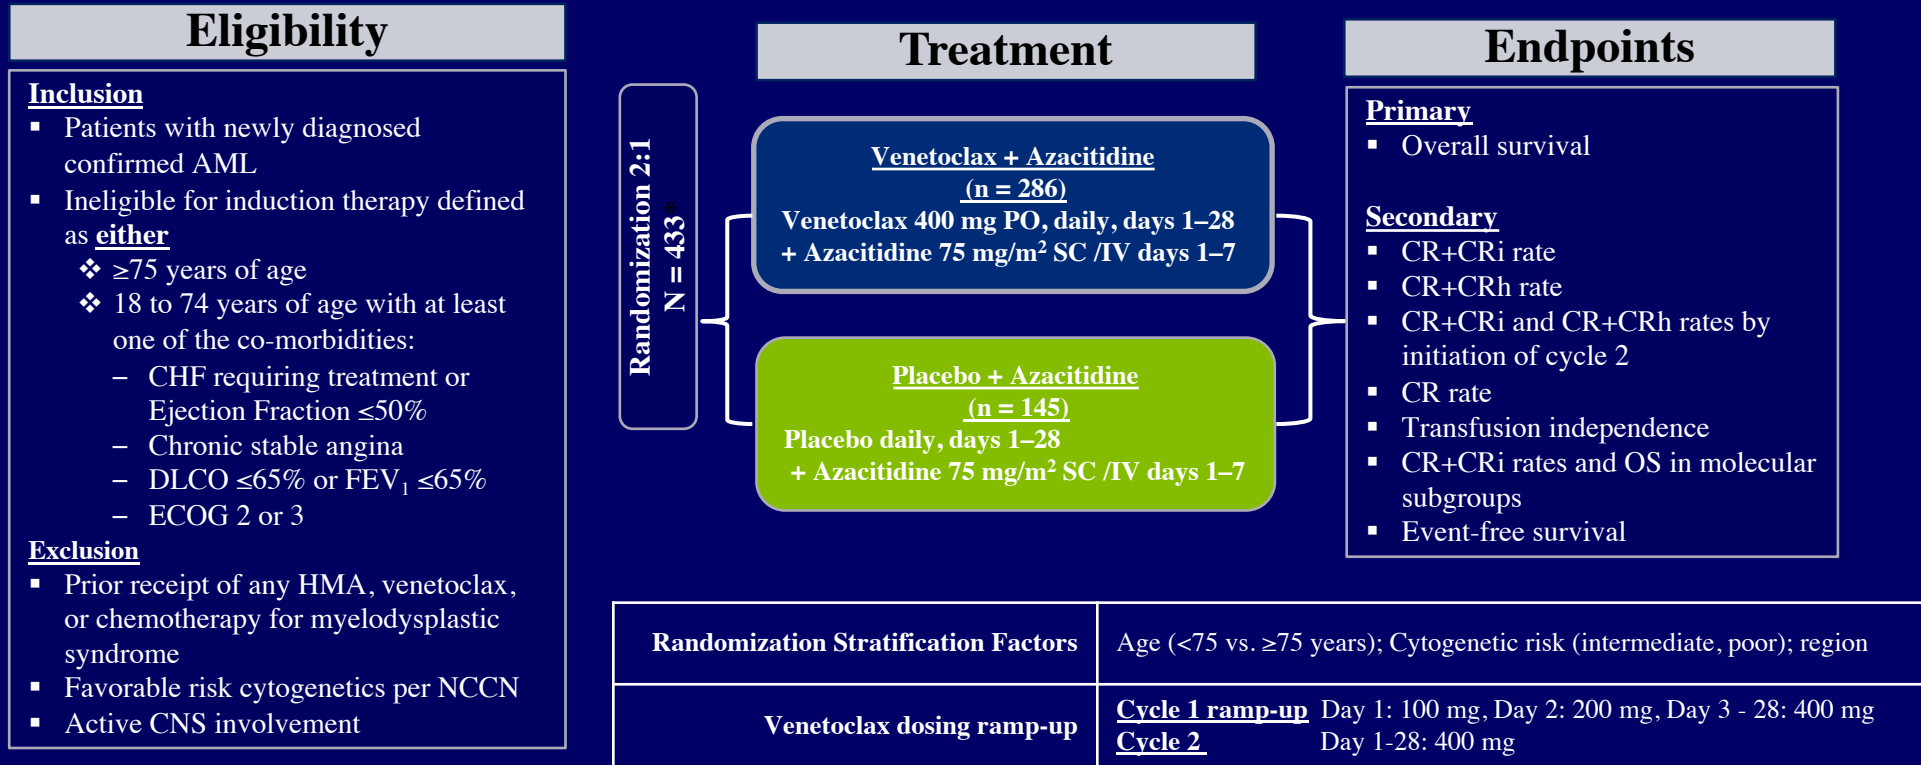 Eligibility
Inclusion
▪ Patients with newly diagnosed
confirmed AML
▪ Ineligible for induction therapy defined
as either
❖ ≥75 years of age
❖ 18 to 74 years of age with at least
one of the co-morbidities:
– CHF requiring treatment or
Ejection Fraction ≤50%
– Chronic stable angina
– DLCO ≤65% or FEV₁ ≤65%
– ECOG 2 or 3
Exclusion
▪ Prior receipt of any HMA, venetoclax,
or chemotherapy for myelodysplastic
syndrome
▪ Favorable risk cytogenetics per NCCN
▪ Active CNS involvement
Randomization 2:1
N = 433*
Treatment
Venetoclax + Azacitidine
(n = 286)
Venetoclax 400 mg PO, daily, days 1–28
+ Azacitidine 75 mg/m² SC /IV days 1–7
Placebo + Azacitidine
(n = 145)
Placebo daily, days 1–28
+ Azacitidine 75 mg/m² SC /IV days 1–7
Endpoints
Primary
▪ Overall survival
Secondary
▪ CR+CRi rate
▪ CR+CRh rate
▪ CR+CRi and CR+CRh rates by
initiation of cycle 2
▪ CR rate
▪ Transfusion independence
▪ CR+CRi rates and OS in molecular
subgroups
▪ Event-free survival
Randomization Stratification Factors Age (<75 vs. ≥75 years); Cytogenetic risk (intermediate, poor); region
Venetoclax dosing ramp-up
Cycle 1 ramp-up Day 1: 100 mg, Day 2: 200 mg, Day 3 - 28: 400 mg
Cycle 2 Day 1-28: 400 mg